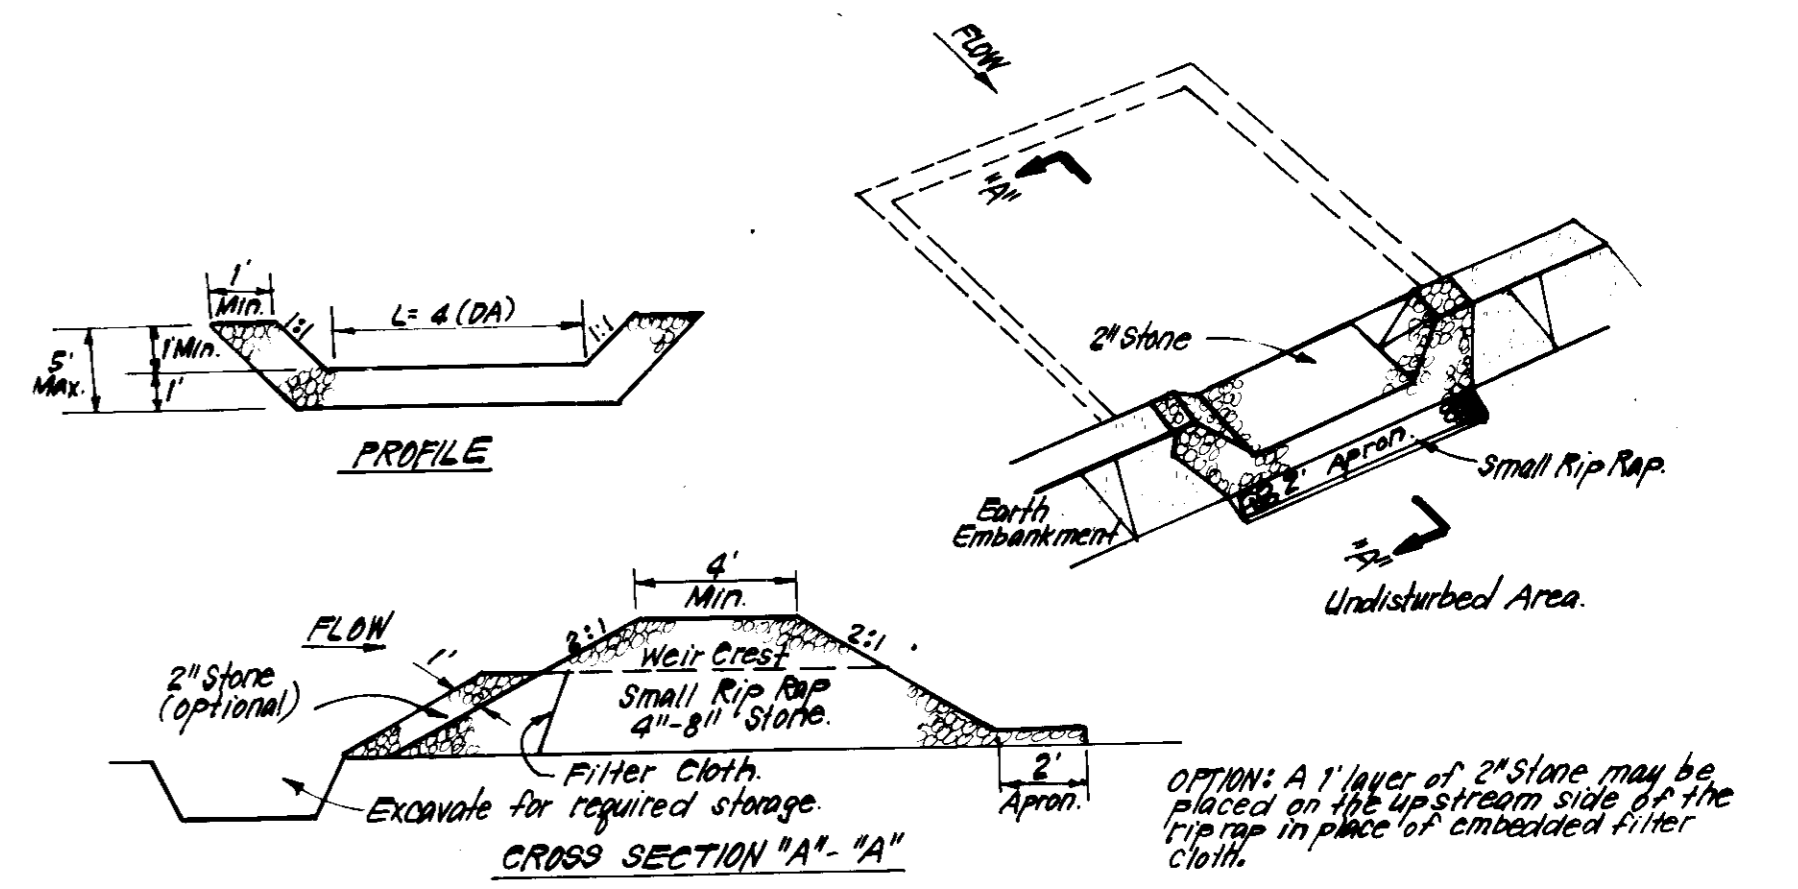 FLOW
"A"
1'
Min.
1:1
L= 4 (DA)
1:1
1' Min.
5'
Max.
1'
PROFILE
2" Stone
2' Apron.
Small Rip Rap.
Earth
Embankment
"A"
Undisturbed Area.
4'
Min.
FLOW
2:1
2:1
1'
Weir Crest
2" Stone
(optional)
Small Rip Rap
4"-8" Stone.
Filter Cloth.
2'
Apron.
Excavate for required storage.
CROSS SECTION "A"- "A"
OPTION: A 1' layer of 2" Stone may be
placed on the upstream side of the
rip rap in place of embedded filter
cloth.